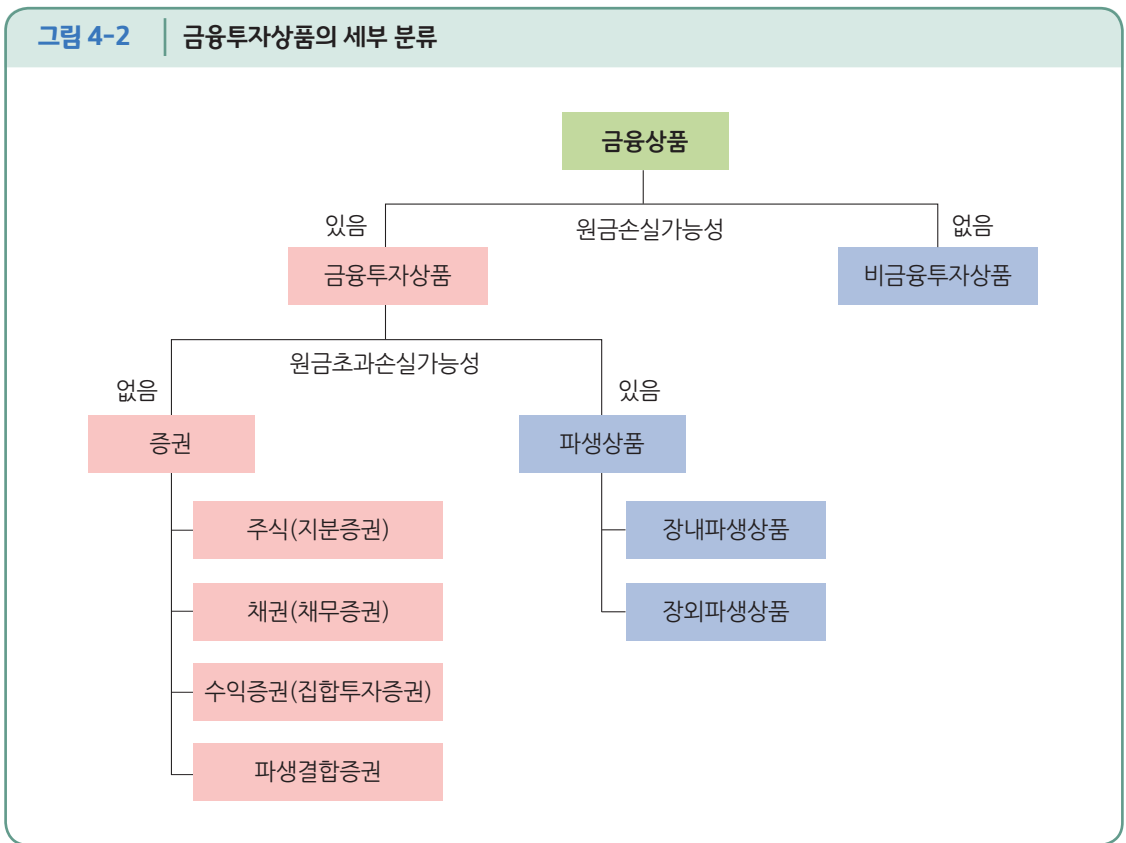 그림 4-2 금융투자상품의 세부 분류
금융상품
있음 원금손실가능성 없음
금융투자상품 비금융투자상품
원금초과손실가능성
없음 있음
증권 파생상품
주식(지분증권) 장내파생상품
채권(채무증권) 장외파생상품
수익증권(집합투자증권)
파생결합증권